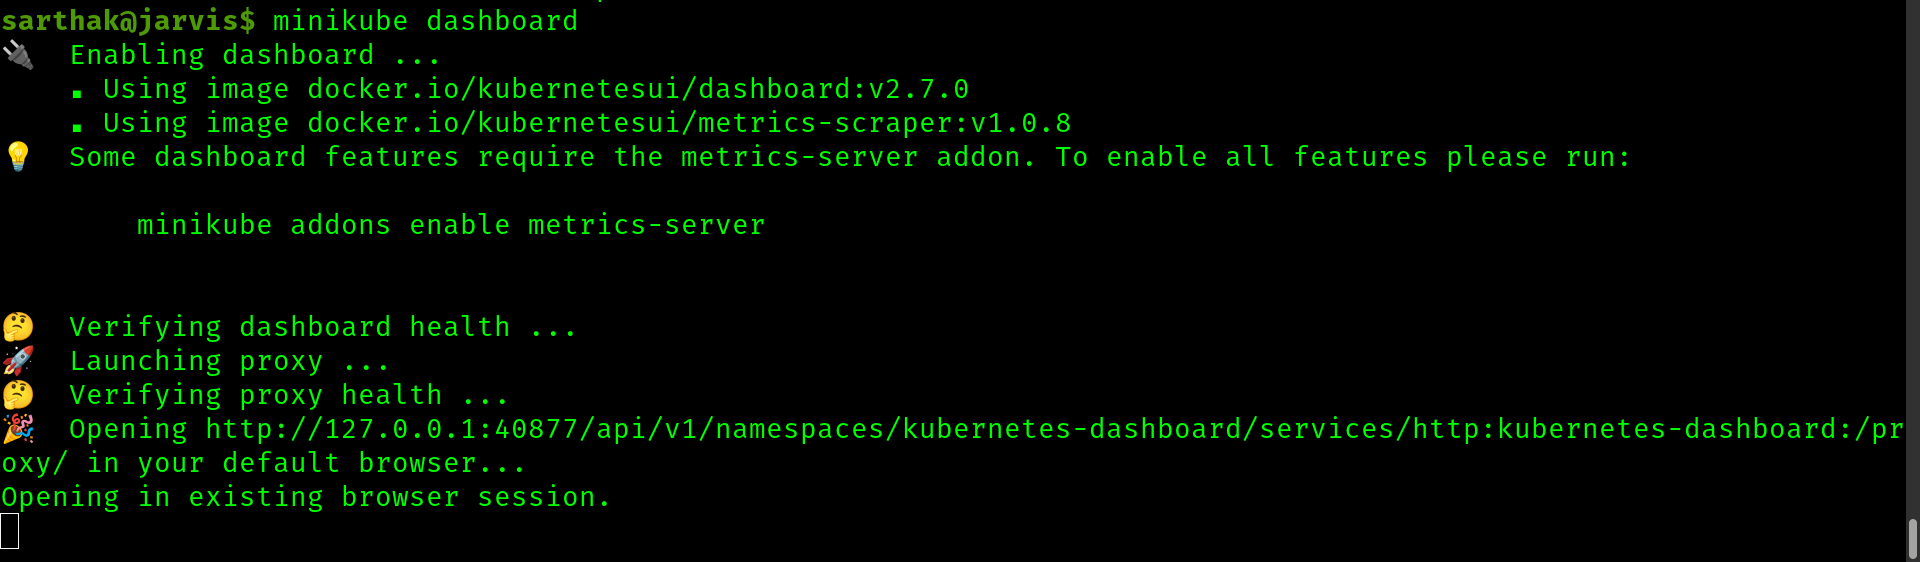 sarthak@jarvis$ minikube dashboard
🔌  Enabling dashboard ...
    ▪ Using image docker.io/kubernetesui/dashboard:v2.7.0
    ▪ Using image docker.io/kubernetesui/metrics-scraper:v1.0.8
💡  Some dashboard features require the metrics-server addon. To enable all features please run:
        minikube addons enable metrics-server
🤔  Verifying dashboard health ...
🚀  Launching proxy ...
🤔  Verifying proxy health ...
🎉  Opening http://127.0.0.1:40877/api/v1/namespaces/kubernetes-dashboard/services/http:kubernetes-dashboard:/pr
oxy/ in your default browser...
Opening in existing browser session.